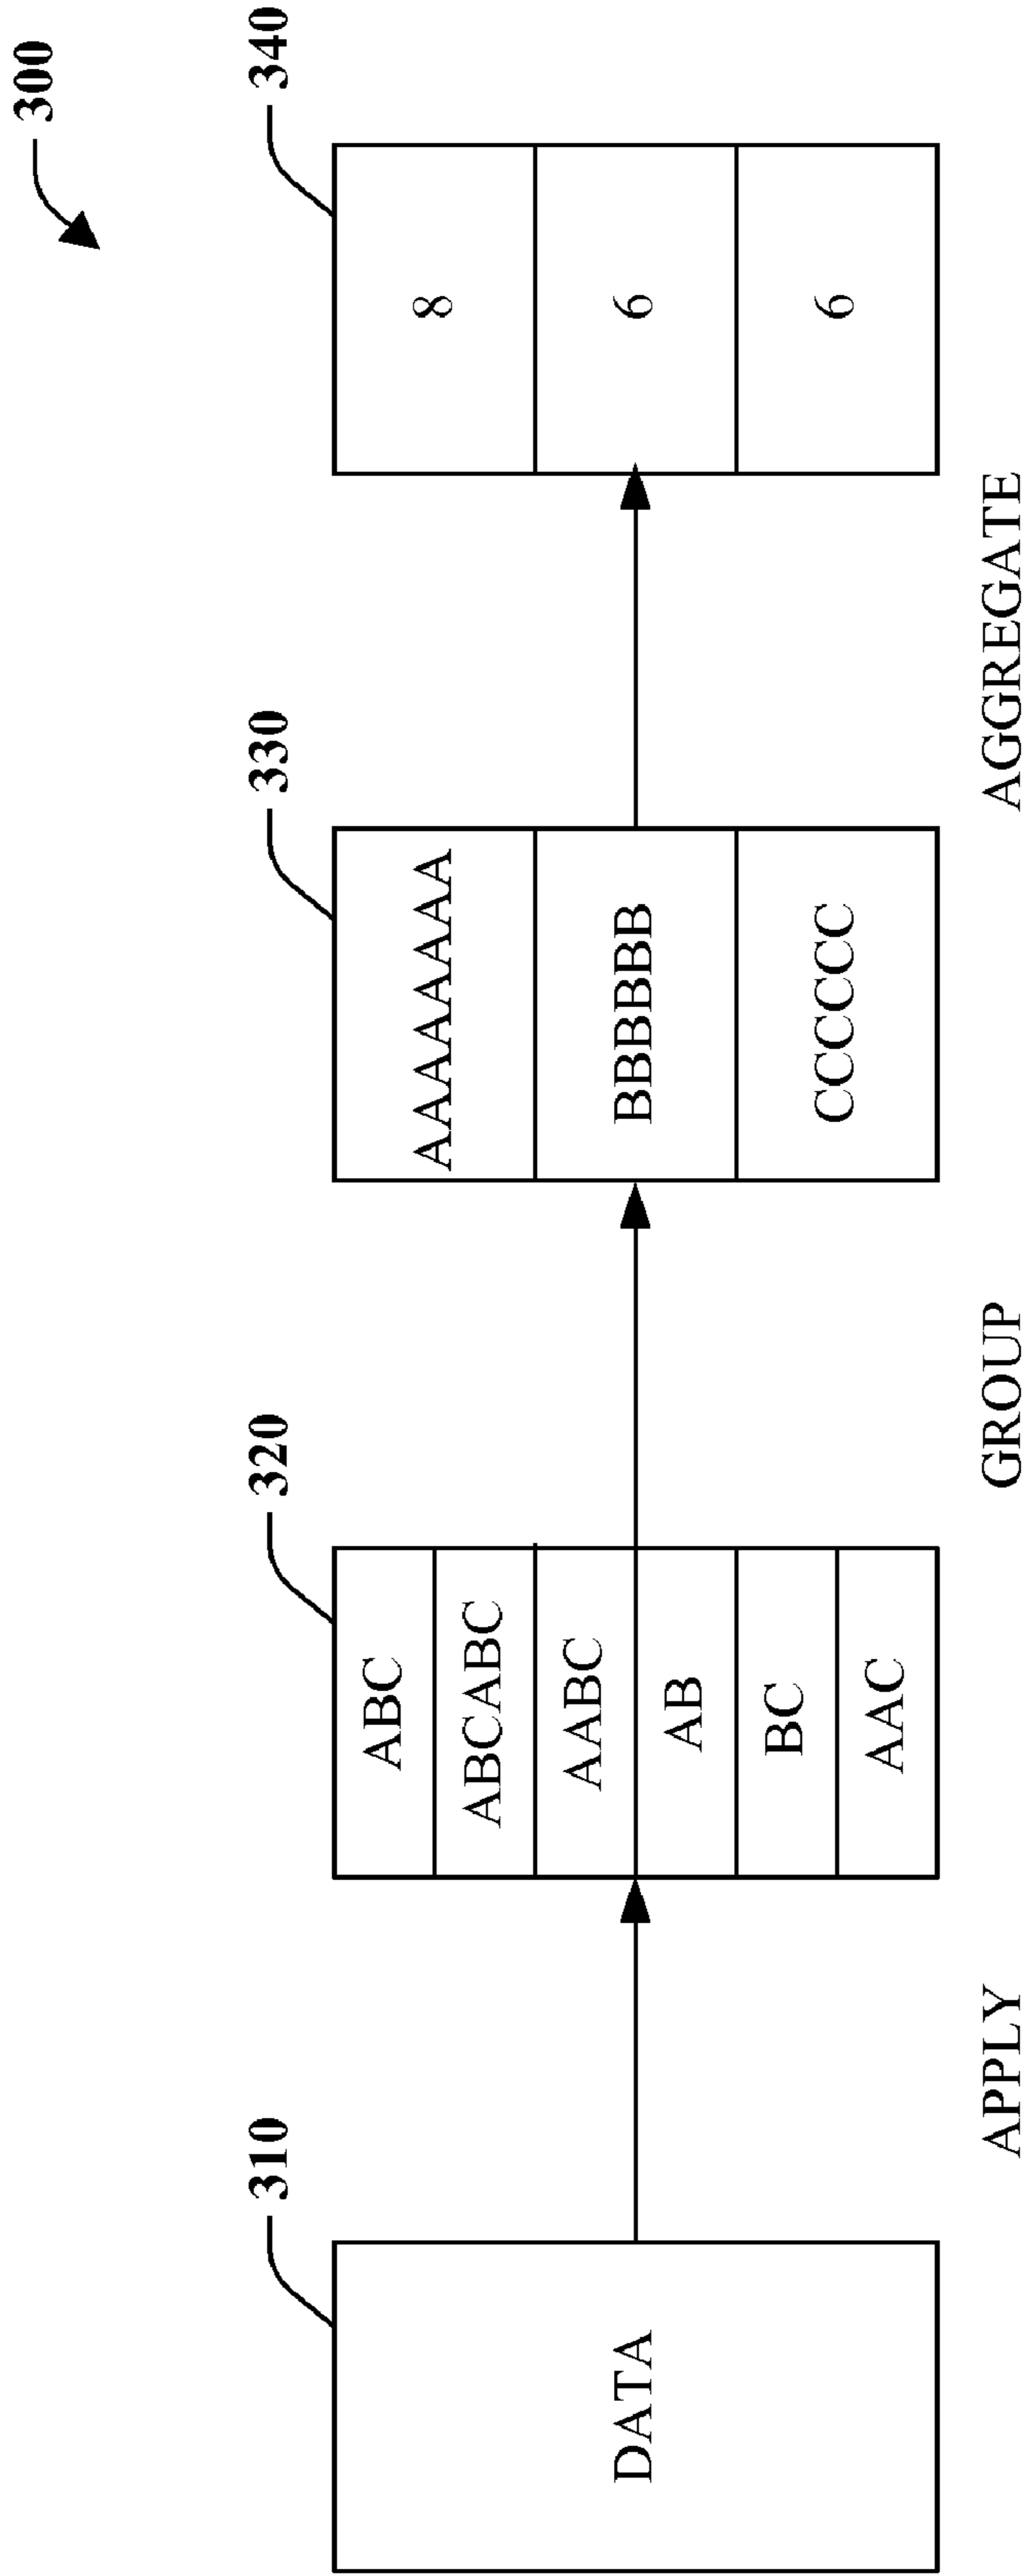 300
310
DATA
APPLY
320
ABC
ABCABC
AABC
AB
BC
AAC
GROUP
330
AAAAAAAA
BBBBBB
CCCCCC
AGGREGATE
340
8
6
6